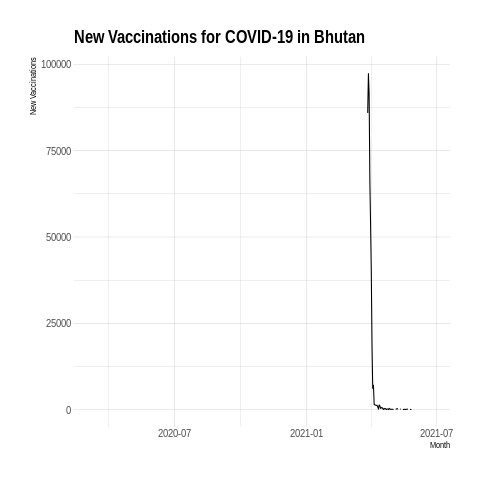 New Vaccinations for COVID-19 in Bhutan
New Vaccinations
100000
75000
50000
25000
0
2020-07
2021-01
2021-07
Month